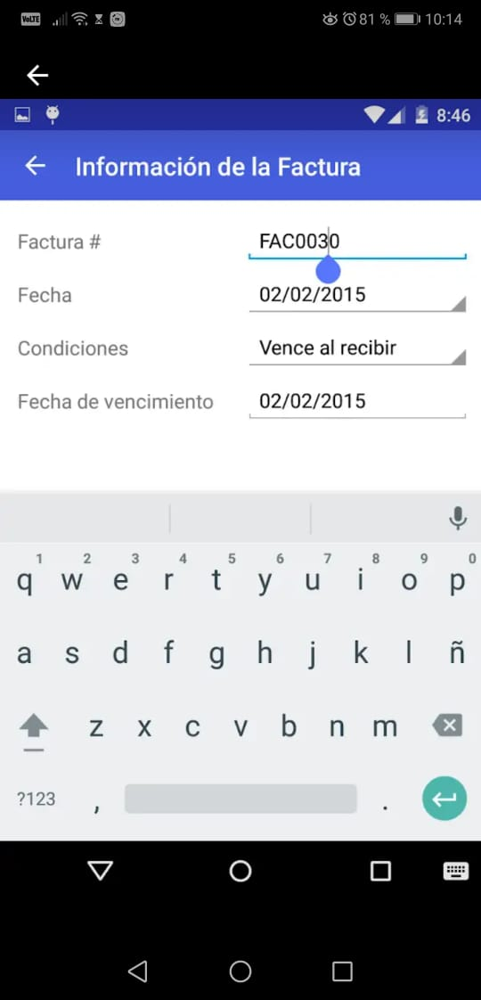 VoLTE 81 % 10:14
8:46
Información de la Factura
Factura # FAC0030
Fecha 02/02/2015
Condiciones Vence al recibir
Fecha de vencimiento 02/02/2015
1 2 3 4 5 6 7 8 9 0
q w e r t y u i o p
a s d f g h j k l ñ
z x c v b n m
?123 , .